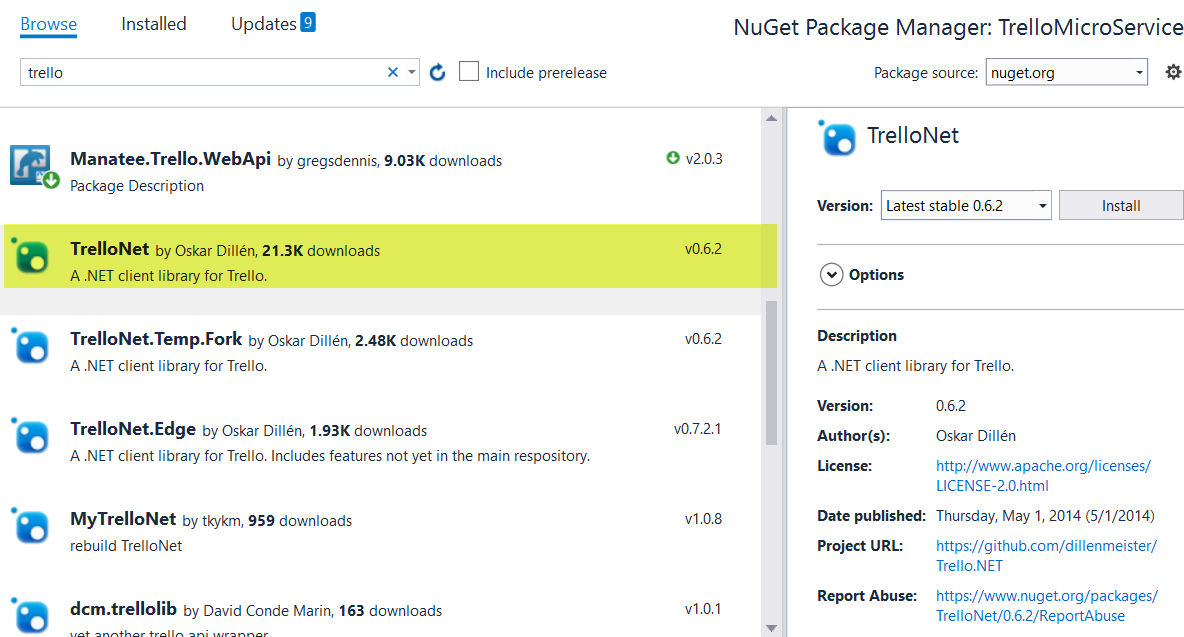 Browse Installed Updates 9
NuGet Package Manager: TrelloMicroService
trello
Include prerelease
Package source: nuget.org
Manatee.Trello.WebApi by gregsdennis, 9.03K downloads
v2.0.3
Package Description
TrelloNet by Oskar Dillén, 21.3K downloads
v0.6.2
A .NET client library for Trello.
TrelloNet.Temp.Fork by Oskar Dillén, 2.48K downloads
v0.6.2
A .NET client library for Trello.
TrelloNet.Edge by Oskar Dillén, 1.93K downloads
v0.7.2.1
A .NET client library for Trello. Includes features not yet in the main respository.
MyTrelloNet by tkykm, 959 downloads
v1.0.8
rebuild TrelloNet
dcm.trellolib by David Conde Marin, 163 downloads
v1.0.1
yet another trello api wrapper
TrelloNet
Version: Latest stable 0.6.2 Install
Options
Description
A .NET client library for Trello.
Version: 0.6.2
Author(s): Oskar Dillén
License: http://www.apache.org/licenses/
LICENSE-2.0.html
Date published: Thursday, May 1, 2014 (5/1/2014)
Project URL: https://github.com/dillenmeister/
Trello.NET
Report Abuse: https://www.nuget.org/packages/
TrelloNet/0.6.2/ReportAbuse